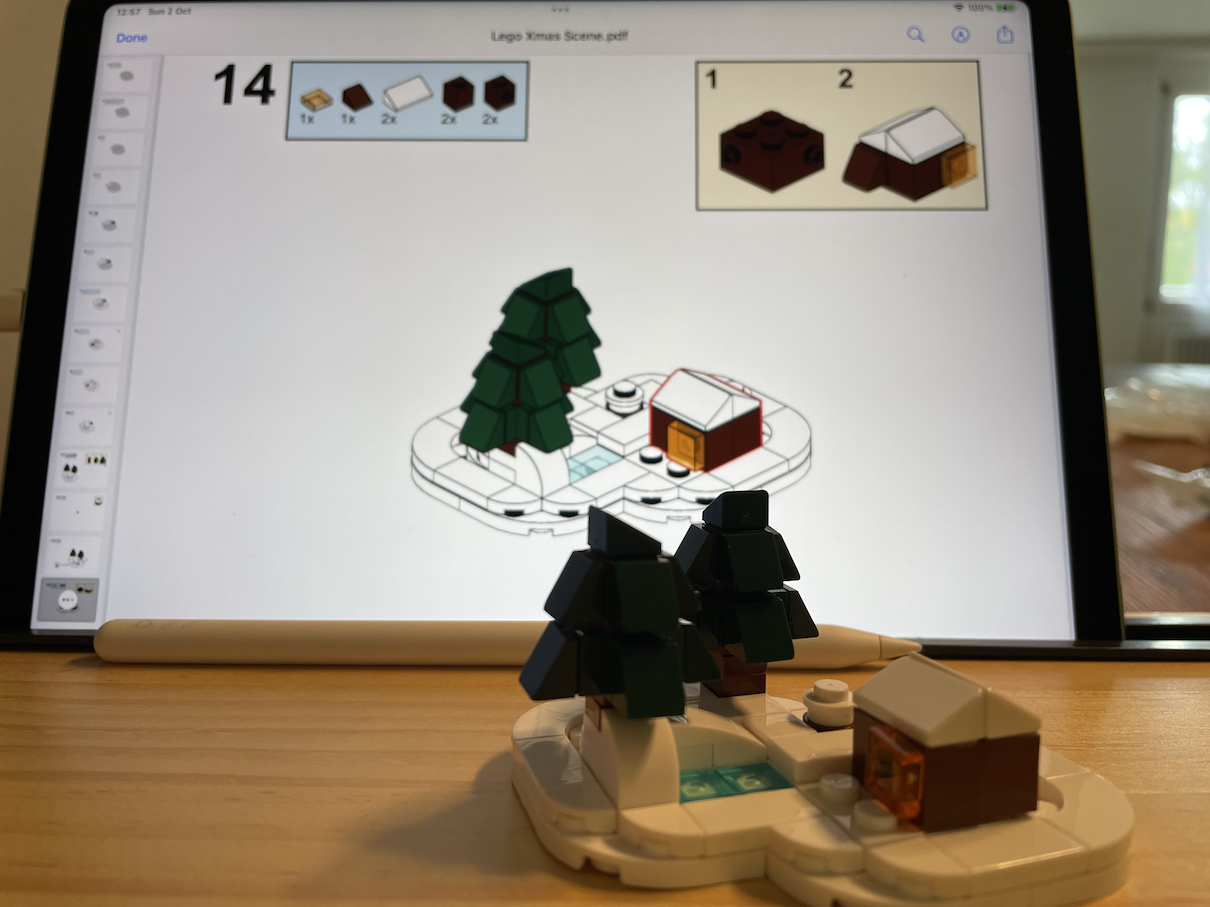 12:57 Sun 2 Oct
100%
Done
Lego Xmas Scene.pdf
14
1x 1x 2x 2x 2x
1 2